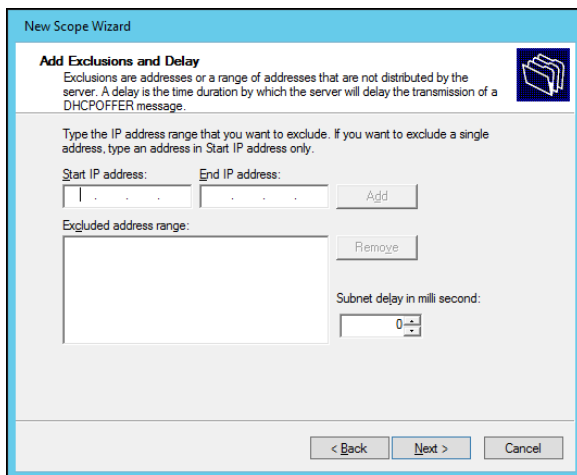 New Scope Wizard
Add Exclusions and Delay
Exclusions are addresses or a range of addresses that are not distributed by the
server. A delay is the time duration by which the server will delay the transmission of a
DHCPOFFER message.
Type the IP address range that you want to exclude. If you want to exclude a single
address, type an address in Start IP address only.
Start IP address: End IP address:
. . . . . . Add
Excluded address range:
Remove
Subnet delay in milli second:
0
< Back Next > Cancel